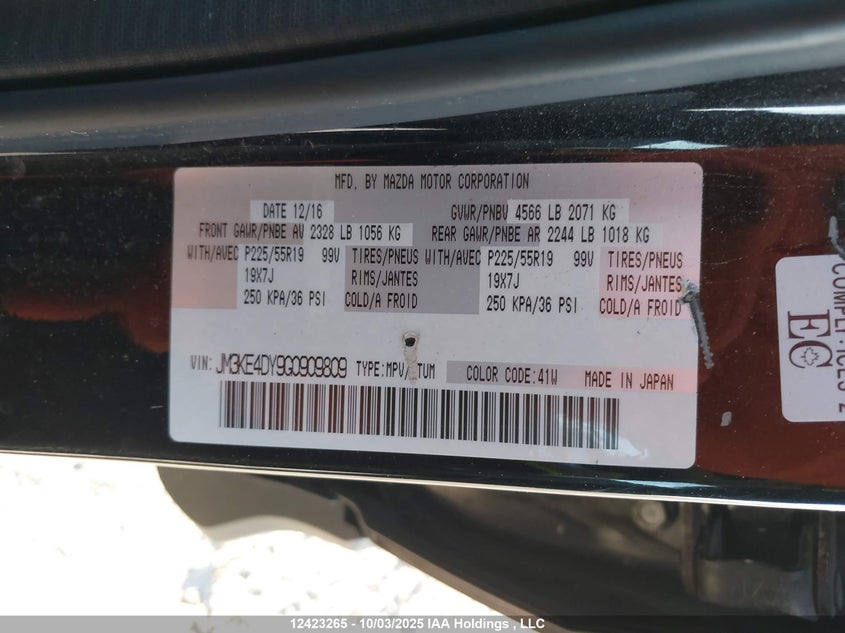 MFD. BY MAZDA MOTOR CORPORATION
DATE 12/16 GVWR/PNBV 4566 LB 2071 KG
FRONT GAWR/PNBE AV 2328 LB 1056 KG REAR GAWR/PNBE AR 2244 LB 1018 KG
WITH/AVEC P225/55R19 99V TIRES/PNEUS WITH/AVEC P225/55R19 99V TIRES/PNEUS
19X7J RIMS/JANTES 19X7J RIMS/JANTES
250 KPA/36 PSI COLD/A FROID 250 KPA/36 PSI COLD/A FROID
VIN: JM3KE4DY9G0909809 TYPE:MPV/ TUM COLOR CODE:41W MADE IN JAPAN
EC
12423265 - 10/03/2025 IAA Holdings , LLC